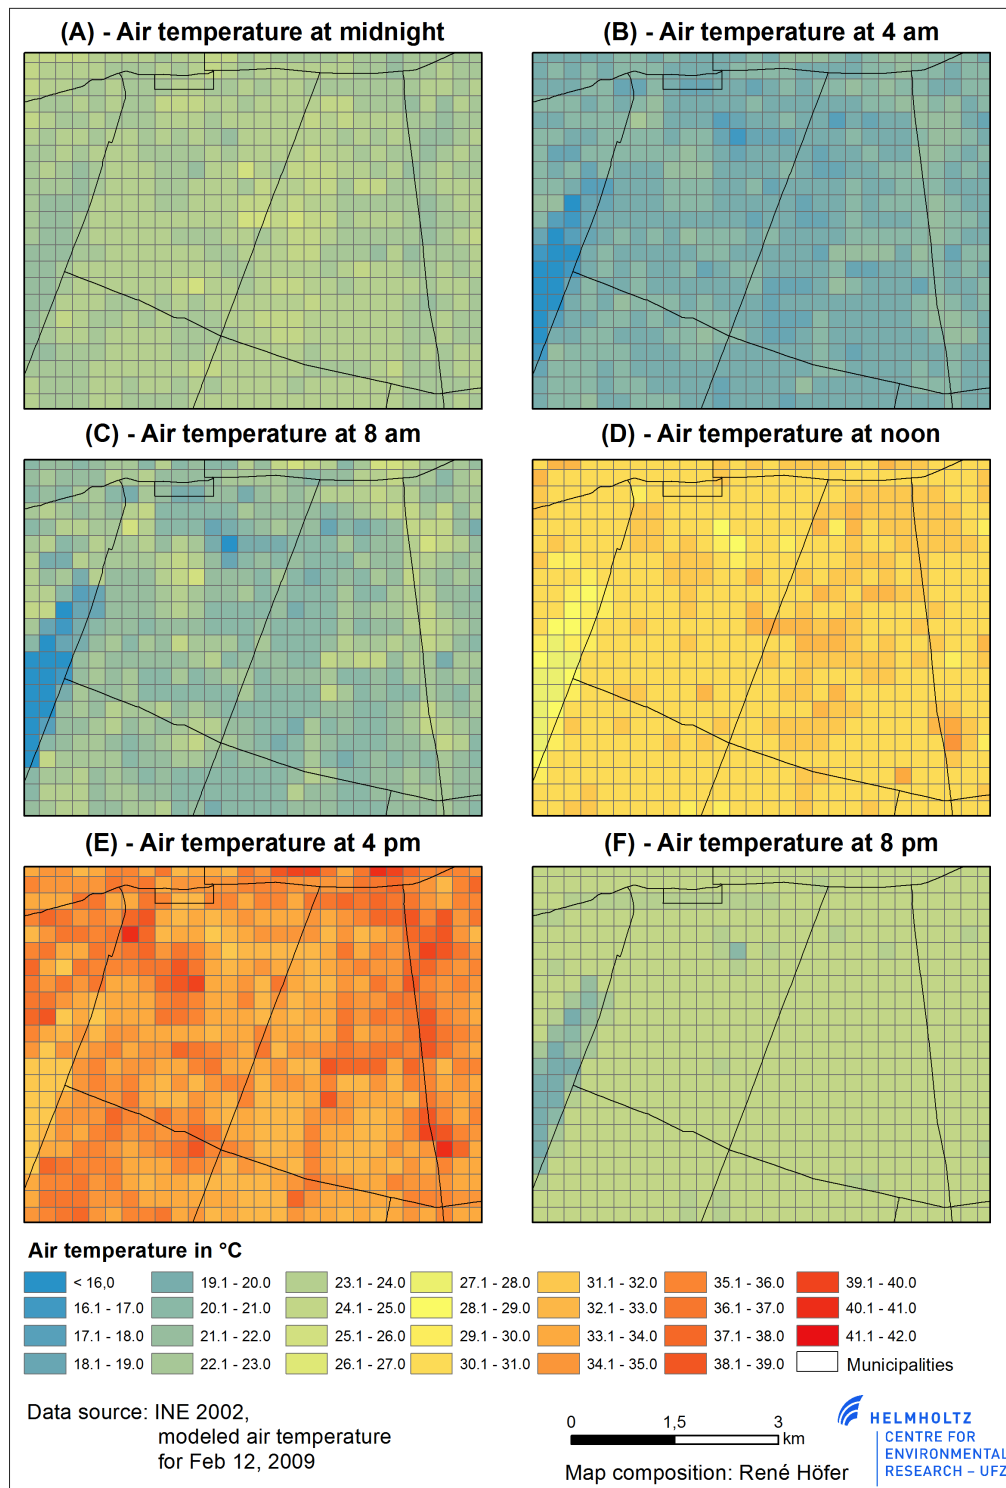 (A) - Air temperature at midnight
(B) - Air temperature at 4 am
(C) - Air temperature at 8 am
(D) - Air temperature at noon
(E) - Air temperature at 4 pm
(F) - Air temperature at 8 pm
Air temperature in °C
< 16,0
16.1 - 17.0
17.1 - 18.0
18.1 - 19.0
19.1 - 20.0
20.1 - 21.0
21.1 - 22.0
22.1 - 23.0
23.1 - 24.0
24.1 - 25.0
25.1 - 26.0
26.1 - 27.0
27.1 - 28.0
28.1 - 29.0
29.1 - 30.0
30.1 - 31.0
31.1 - 32.0
32.1 - 33.0
33.1 - 34.0
34.1 - 35.0
35.1 - 36.0
36.1 - 37.0
37.1 - 38.0
38.1 - 39.0
39.1 - 40.0
40.1 - 41.0
41.1 - 42.0
Municipalities
Data source: INE 2002,
modeled air temperature
for Feb 12, 2009
0 1,5 3
km
Map composition: René Höfer
HELMHOLTZ
CENTRE FOR
ENVIRONMENTAL
RESEARCH – UFZ